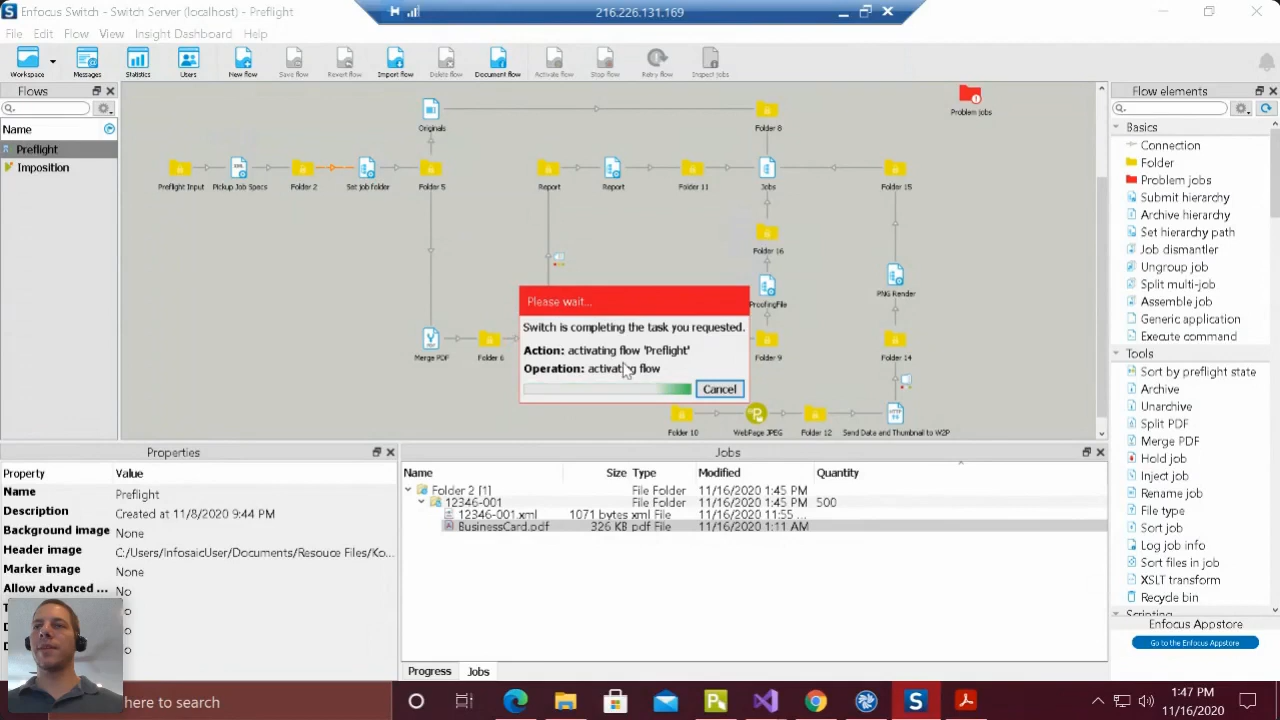 Enfocus Switch - Switch Server (localhost) - Preflight
216.226.131.169
File Edit Flow View Insight Dashboard Help
Workspace Messages Statistics Users New flow Save flow Revert flow Import flow Delete flow Document flow Activate flow Stop flow Retry flow Inspect jobs
Flows
Name
Preflight
Imposition
Originals
Folder 8
Problem jobs
Preflight Input Pickup Job Specs Folder 2 Set job folder Folder 5 Report Report Folder 11 Jobs Folder 15
Folder 16
ProofingFile
PNG Render
Merge PDF Folder 6 Folder 9 Folder 14
Folder 10 WebPage JPEG Folder 12 Send Data and Thumbnail to W2P
Please wait...
Switch is completing the task you requested.
Action: activating flow 'Preflight'
Operation: activating flow
Cancel
Flow elements
Basics
Connection
Folder
Problem jobs
Submit hierarchy
Archive hierarchy
Set hierarchy path
Job dismantler
Ungroup job
Split multi-job
Assemble job
Generic application
Execute command
Tools
Sort by preflight state
Archive
Unarchive
Split PDF
Merge PDF
Hold job
Inject job
Rename job
File type
Sort job
Log job info
Sort files in job
XSLT transform
Recycle bin
Scripting
Enfocus Appstore
Go to the Enfocus Appstore
Properties
Property Value
Name Preflight
Description Created at 11/8/2020 9:44 PM
Background image None
Header image C:/Users/InfosaicUser/Documents/Resouce Files/Ko...
Marker image None
Allow advanced ... No
No
No
No
Jobs
Name Size Type Modified Quantity
Folder 2 [1] File Folder 11/16/2020 1:45 PM
12346-001 File Folder 11/16/2020 1:45 PM 500
12346-001.xml 1071 bytes xml File 11/16/2020 11:55 ...
BusinessCard.pdf 326 KB pdf File 11/16/2020 1:11 AM
Progress Jobs
here to search
1:47 PM
11/16/2020